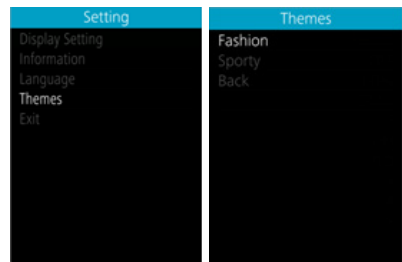 Setting
Display Setting
Information
Language
Themes
Exit
Themes
Fashion
Sporty
Back